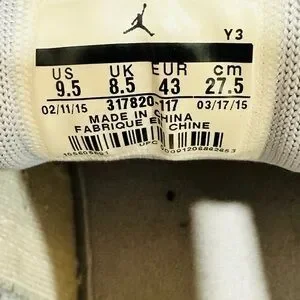 Y3
US UK EUR cm
9.5 8.5 43 27.5
02/11/15 317820-117 03/17/15
MADE IN CHINA
FABRIQUE EN CHINE
UPC